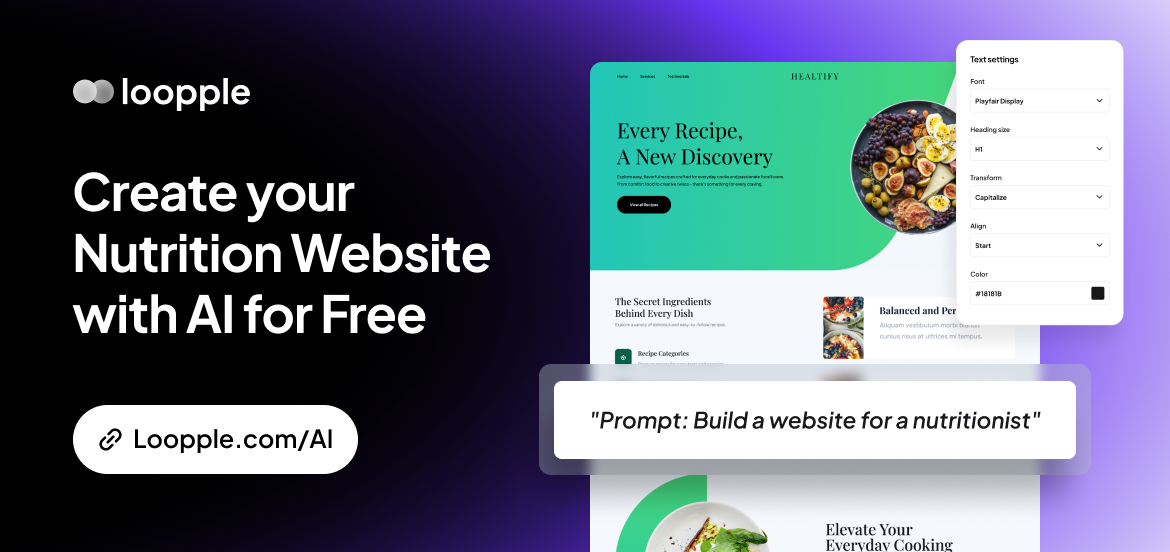 loopple
Create your
Nutrition Website
with AI for Free
Loopple.com/AI
Home Services Testimonials HEALTIFY
Every Recipe,
A New Discovery
Explore easy, flavorful recipes crafted for everyday cooks and passionate food lovers.
From comfort food to creative twists - there's something for every craving.
View all Recipes
The Secret Ingredients
Behind Every Dish
Explore a variety of delicious and easy-to-follow recipes.
Recipe Categories
Balanced and Per
Aliquam vestibulum morbi blandit
cursus risus at ultrices mi tempus.
Text settings
Font
Playfair Display
Heading size
H1
Transform
Capitalize
Align
Start
Color
#18181B
"Prompt: Build a website for a nutritionist"
Elevate Your
Everyday Cooking